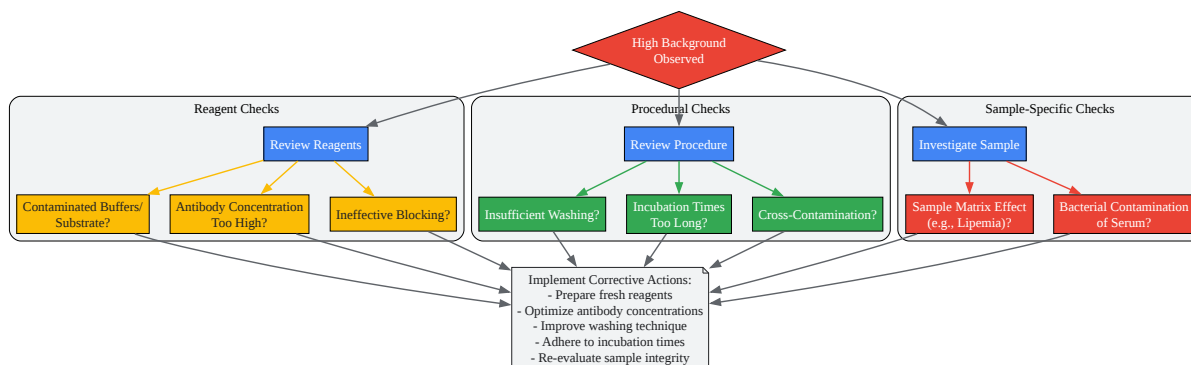 High Background
Observed
Reagent Checks
Procedural Checks
Sample-Specific Checks
Review Reagents
Review Procedure
Investigate Sample
Contaminated Buffers/
Substrate?
Antibody Concentration
Too High?
Ineffective Blocking?
Insufficient Washing?
Incubation Times
Too Long?
Cross-Contamination?
Sample Matrix Effect
(e.g., Lipemia)?
Bacterial Contamination
of Serum?
Implement Corrective Actions:
- Prepare fresh reagents
- Optimize antibody concentrations
- Improve washing technique
- Adhere to incubation times
- Re-evaluate sample integrity